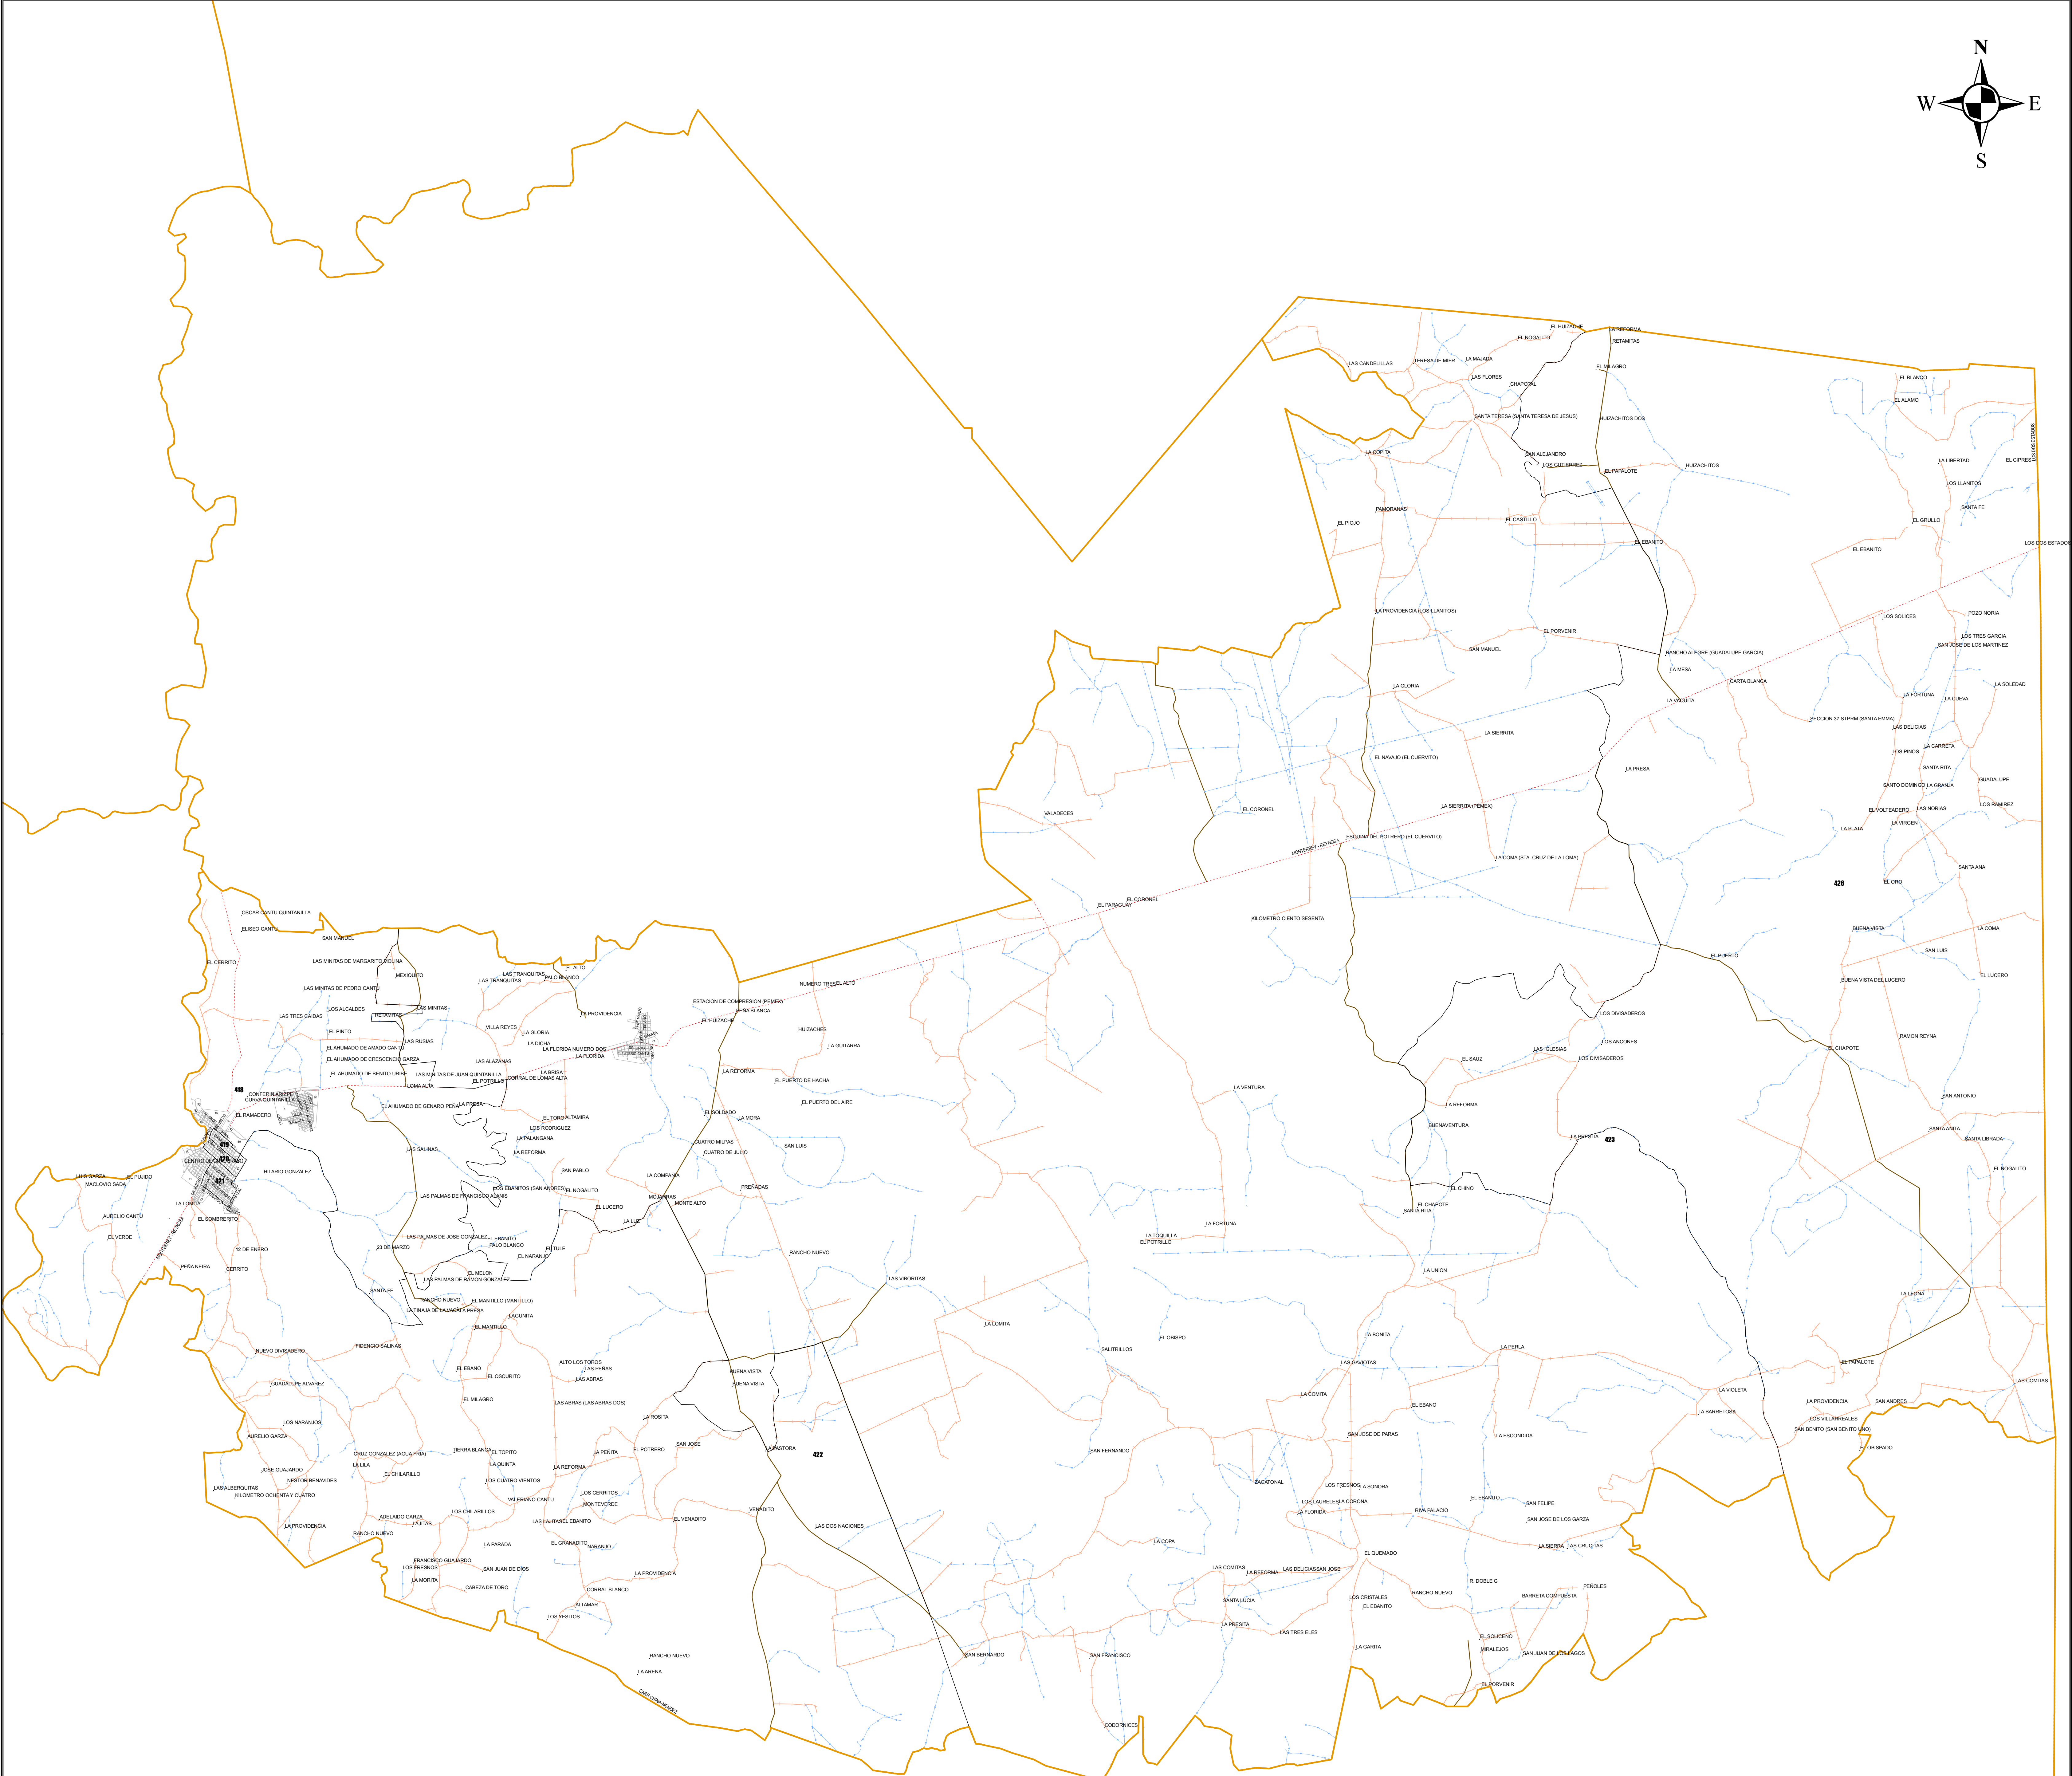 N
W E
S
EL HUIZACHE
LA REFORMA
EL NOGALITO
RETAMITAS
LAS CANDELILLAS
TERESA DE MIER
LA MAJADA
EL MILAGRO
LAS FLORES
CHAPOTAL
EL BLANCO
EL ALAMO
SANTA TERESA (SANTA TERESA DE JESUS)
HUIZACHITOS DOS
LOS DOS ESTADOS
LA COPITA
SAN ALEJANDRO
LOS GUTIERREZ
EL PAPALOTE
HUIZACHITOS
LA LIBERTAD
EL CIPRES
LOS LLANITOS
PAMORANAS
SANTA FE
EL PIOJO
EL CASTILLO
EL GRULLO
EL EBANITO
EL EBANITO
LOS DOS ESTADOS
LA PROVIDENCIA (LOS LLANITOS)
LOS SOLICES
POZO NORIA
EL PORVENIR
LOS TRES GARCIA
SAN MANUEL
RANCHO ALEGRE (GUADALUPE GARCIA)
SAN JOSE DE LOS MARTINEZ
LA MESA
LA GLORIA
CARTA BLANCA
LA SOLEDAD
LA VAQUITA
LA FORTUNA
LA CUEVA
SECCION 37 STPRM (SANTA EMMA)
LA SIERRITA
LAS DELICIAS
LOS PINOS
LA CARRETA
EL NAVAJO (EL CUERVITO)
LA PRESA
SANTA RITA
GUADALUPE
SANTO DOMINGO
LA GRANJA
VALADECES
EL CORONEL
LA SIERRITA (PEMEX)
EL VOLTEADERO
LAS NORIAS
LOS RAMIREZ
LA PLATA
LA VIRGEN
MONTERREY - REYNOSA
ESQUINA DEL POTRERO (EL CUERVITO)
LA COMA (STA. CRUZ DE LA LOMA)
SANTA ANA
426
EL ORO
EL CORONEL
EL PARAGUAY
OSCAR CANTU QUINTANILLA
KILOMETRO CIENTO SESENTA
ELISEO CANTU
BUENA VISTA
LA COMA
SAN MANUEL
EL CERRITO
LAS MINITAS DE MARGARITO MOLINA
EL PUERTO
SAN LUIS
EL ALTO
MEXIQUITO
LAS TRANQUITAS
LAS TRANQUITAS
PALO BLANCO
EL LUCERO
NUMERO TRES
EL ALTO
BUENA VISTA DEL LUCERO
LAS MINITAS DE PEDRO CANTU
ESTACION DE COMPRESION (PEMEX)
LOS ALCALDES
LAS MINITAS
PEÑA BLANCA
LAS TRES CAIDAS
RETAMITAS
LA PROVIDENCIA
LOS DIVISADEROS
EL HUIZACHE
VILLA REYES
EL PINTO
LA GLORIA
HUIZACHES
RAMON REYNA
LAS RUSIAS
LA DICHA
LOS ANCONES
LA GUITARRA
EL AHUMADO DE AMADO CANTU
LA FLORIDA NUMERO DOS
LAS IGLESIAS
EL CHAPOTE
LA FLORIDA
EL AHUMADO DE CRESCENCIO GARZA
LAS ALAZANAS
EL SAUZ
LOS DIVISADEROS
EL AHUMADO DE BENITO URIBE
LAS MINITAS DE JUAN QUINTANILLA
LA BRISA
LA REFORMA
EL POTRILLO
CORRAL DE LOMAS ALTA
EL PUERTO DE HACHA
LOMA ALTA
418
LA VENTURA
CONFERIN ARIZPE
CURVA QUINTANILLA
SAN ANTONIO
EL AHUMADO DE GENARO PEÑA
LA PRESA
EL PUERTO DEL AIRE
LA REFORMA
EL RAMADERO
EL SOLDADO
EL TORO
ALTAMIRA
LA MORA
LOS RODRIGUEZ
BUENAVENTURA
SANTA ANITA
LA PALANGANA
LA PRESITA
423
SANTA LIBRADA
419
CUATRO MILPAS
SAN LUIS
LAS SALINAS
LA REFORMA
CUATRO DE JULIO
420
HILARIO GONZALEZ
SAN PABLO
EL NOGALITO
LUIS GARZA
EL PUJIDO
LA COMPAÑIA
MACLOVIO SADA
421
LOS EBANITOS (SAN ANDRES)
EL NOGALITO
PREÑADAS
EL CHINO
LAS PALMAS DE FRANCISCO ALANIS
MOJARRAS
LA LOMITA
MONTE ALTO
EL LUCERO
EL CHAPOTE
SANTA RITA
AURELIO CANTU
EL SOMBRERITO
LA LUZ
LA FORTUNA
MONTERREY - REYNOSA
EL VERDE
LAS PALMAS DE JOSE GONZALEZ
EL EBANITO
LA TOQUILLA
EL POTRILLO
23 DE MARZO
PALO BLANCO
EL TULE
12 DE ENERO
RANCHO NUEVO
EL NARANJO
PEÑA NEIRA
CERRITO
LA UNION
EL MELON
LAS PALMAS DE RAMON GONZALEZ
LAS VIBORITAS
SANTA FE
LA LEONA
RANCHO NUEVO
EL MANTILLO (MANTILLO)
LA TINAJA DE LA VACA
LA PRESA
LAGUNITA
LA LOMITA
EL MANTILLO
LA BONITA
EL OBISPO
FIDENCIO SALINAS
LA PERLA
NUEVO DIVISADERO
SALITRILLOS
ALTO LOS TOROS
LAS GAVIOTAS
EL PAPALOTE
EL EBANO
LAS PEÑAS
BUENA VISTA
EL OSCURITO
LAS ABRAS
LAS COMITAS
GUADALUPE ALVAREZ
BUENA VISTA
LA VIOLETA
LA COMITA
EL MILAGRO
LAS ABRAS (LAS ABRAS DOS)
LA PROVIDENCIA
SAN ANDRES
EL EBANO
LA BARRETOSA
LA ROSITA
LOS VILLARREALES
LOS NARANJOS
SAN BENITO (SAN BENITO UNO)
AURELIO GARZA
SAN JOSE DE PARAS
LA ESCONDIDA
SAN JOSE
LA PASTORA
EL OBISPADO
TIERRA BLANCA
EL TOPITO
LA PEÑITA
EL POTRERO
SAN FERNANDO
CRUZ GONZALEZ (AGUA FRIA)
422
LA LILA
LA QUINTA
LA REFORMA
JOSE GUAJARDO
EL CHILARILLO
NESTOR BENAVIDES
LOS CUATRO VIENTOS
ZACATONAL
LAS ALBERQUITAS
LOS FRESNOS
LA SONORA
KILOMETRO OCHENTA Y CUATRO
LOS CERRITOS
VALERIANO CANTU
EL EBANITO
MONTEVERDE
LOS LAURELES
LA CORONA
SAN FELIPE
LOS CHILARILLOS
VENADITO
LA FLORIDA
RIVA PALACIO
ADELAIDO GARZA
LAJITAS
LAS LAJITAS
EL EBANITO
EL VENADITO
SAN JOSE DE LOS GARZA
LA PROVIDENCIA
LAS DOS NACIONES
RANCHO NUEVO
LA PARADA
EL GRANADITO
NARANJO
LA COPA
LA SIERRA
LAS CRUCITAS
EL QUEMADO
FRANCISCO GUAJARDO
LOS FRESNOS
SAN JUAN DE DIOS
LAS COMITAS
LA REFORMA
LAS DELICIAS
SAN JOSE
LA PROVIDENCIA
LA MORITA
R. DOBLE G
CABEZA DE TORO
CORRAL BLANCO
PEÑOLES
RANCHO NUEVO
BARRETA COMPUESTA
LOS CRISTALES
SANTA LUCIA
ALTAMAR
EL EBANITO
LOS YESITOS
LA PRESITA
LAS TRES ELES
EL SOLICEÑO
LA GARITA
MIRALEJOS
SAN JUAN DE LOS LAGOS
RANCHO NUEVO
SAN BERNARDO
SAN FRANCISCO
LA ARENA
EL PORVENIR
CARR CHINA MENDEZ
CODORNICES